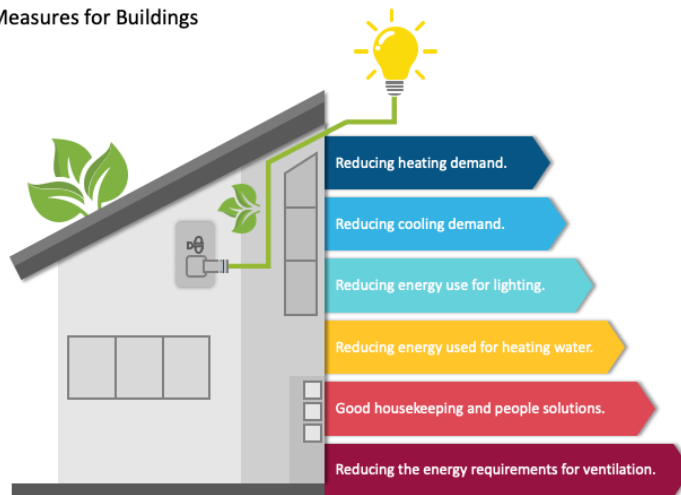 Measures for Buildings
Reducing heating demand.
Reducing cooling demand.
Reducing energy use for lighting.
Reducing energy used for heating water.
Good housekeeping and people solutions.
Reducing the energy requirements for ventilation.